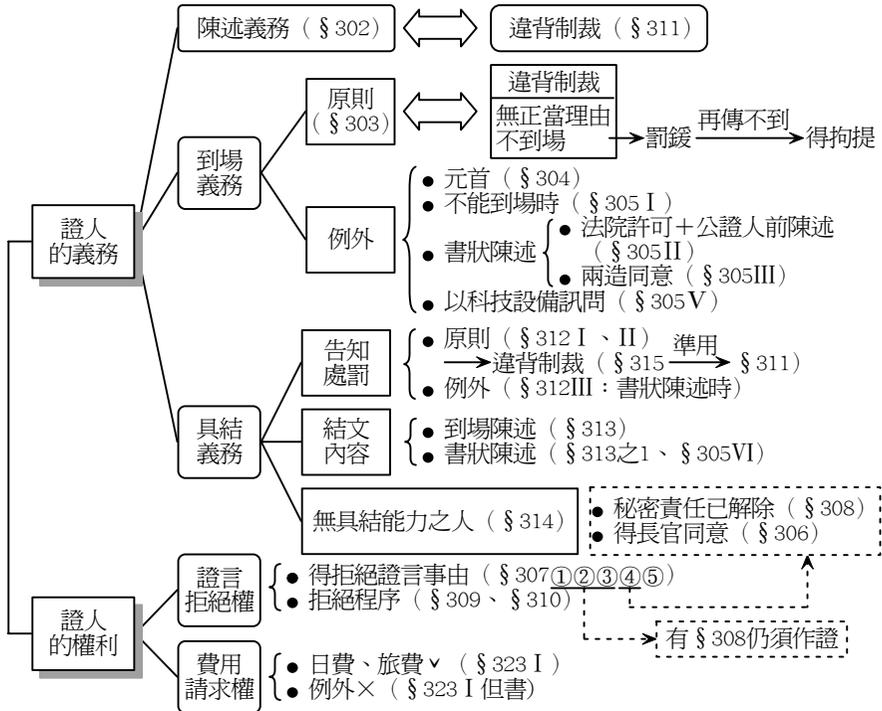 陳述義務(§302)
違背制裁(§311)
違背制裁
原則
(§303)
無正當理由
不到場
罰鍰
再傳不到
得拘提
到場
義務
例外
●元首(§304)
●不能到場時(§305Ⅰ)
●書狀陳述
●法院許可+公證人前陳述
(§305Ⅱ)
●兩造同意(§305Ⅲ)
●以科技設備訊問(§305Ⅴ)
證人
的義務
告知
處罰
●原則(§312Ⅰ、Ⅱ)
違背制裁(§315
準用
§311)
●例外(§312Ⅲ:書狀陳述時)
具結
義務
結文
內容
●到場陳述(§313)
●書狀陳述(§313之1、§305Ⅵ)
無具結能力之人(§314)
●秘密責任已解除(§308)
●得長官同意(§306)
證言
拒絕權
●得拒絕證言事由(§307①②③④⑤)
●拒絕程序(§309、§310)
證人
的權利
有§308仍須作證
費用
請求權
●日費、旅費ˇ(§323Ⅰ)
●例外×(§323Ⅰ但書)